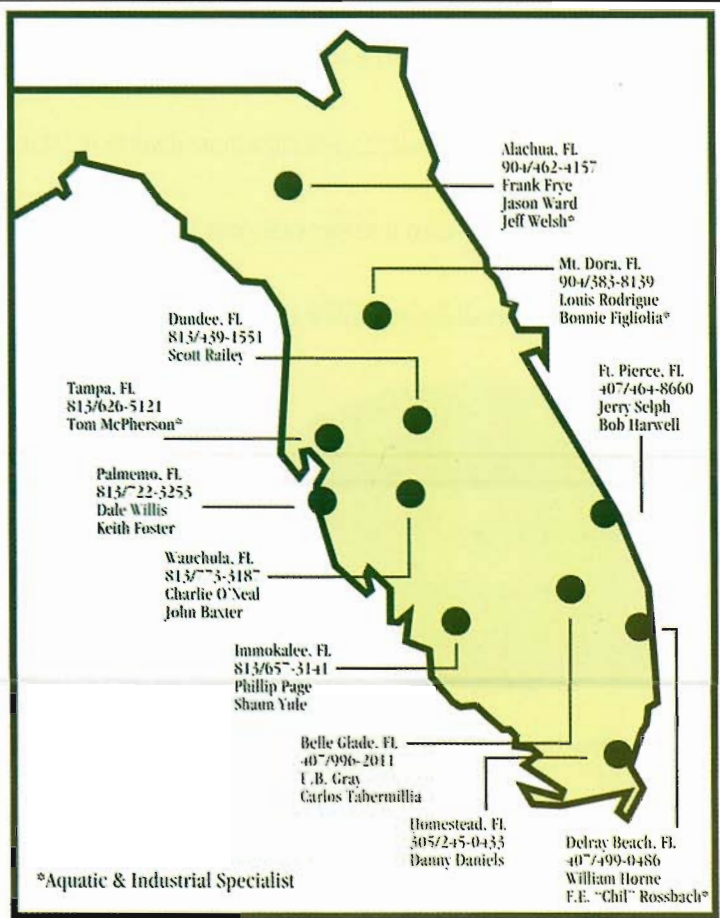 Alachua, Fl.
904/462-4157
Frank Frye
Jason Ward
Jeff Welsh*
Mt. Dora, Fl.
904/383-8139
Louis Rodrigue
Bonnie Figliolia*
Dundee, Fl.
813/439-1551
Scott Railey
Ft. Pierce, Fl.
407/464-8660
Jerry Selph
Bob Harwell
Tampa, Fl.
813/626-5121
Tom McPherson*
Palmemo, Fl.
813/722-3253
Dale Willis
Keith Foster
Wauchula, Fl.
813/773-3187
Charlie O'Neal
John Baxter
Immokalee, Fl.
813/657-3141
Phillip Page
Shaun Yule
Belle Glade, Fl.
407/996-2011
Gray
Carlos Tabermillia
Homestead, Fl.
305/245-0433
Danny Daniels
Delray Beach, Fl.
407/499-0486
William Horne
F.E. "Chil" Rossbach*
*Aquatic & Industrial Specialist